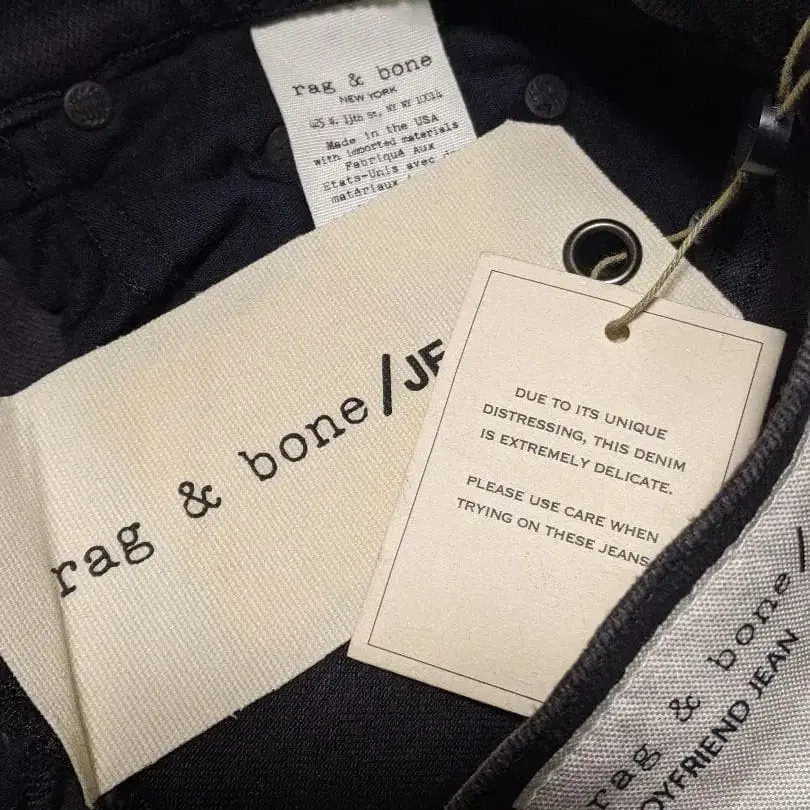 rag & bone
NEW YORK
425 W. 13th St, NY NY 10014
Made in the USA
with imported materials
Fabriqué Aux
Etats-Unis avec d
matériaux
rag & bone/JE
DUE TO ITS UNIQUE
DISTRESSING, THIS DENIM
IS EXTREMELY DELICATE.
PLEASE USE CARE WHEN
TRYING ON THESE JEANS
rag & bone/
OYFRIEND JEAN